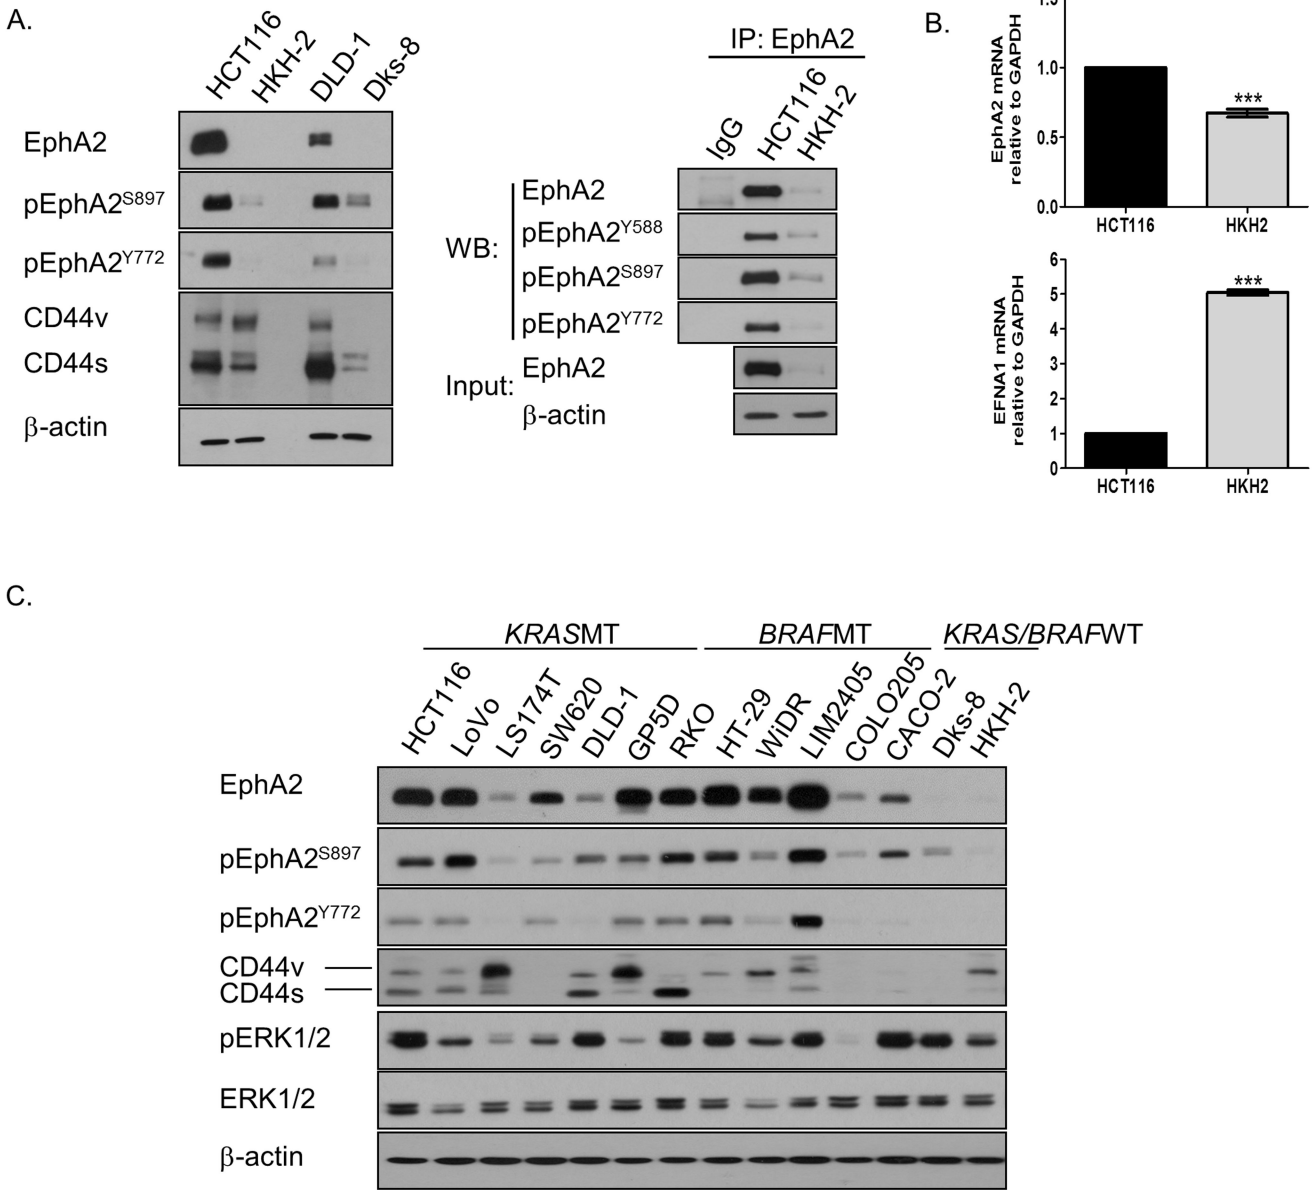 A.
HCT116 HKH-2 DLD-1 Dks-8
EphA2
pEphA2S897
pEphA2Y772
CD44v
CD44s
β-actin
IP: EphA2
IgG HCT116 HKH-2
WB:
EphA2
pEphA2Y588
pEphA2S897
pEphA2Y772
Input:
EphA2
β-actin
B.
EphA2 mRNA
relative to GAPDH
1.5
1.0
0.5
0.0
***
HCT116 HKH2
EFNA1 mRNA
relative to GAPDH
6
5
4
3
2
1
0
***
HCT116 HKH2
C.
KRASMT BRAFMT KRAS/BRAFWT
HCT116 LoVo LS174T SW620 DLD-1 GP5D RKO HT-29 WiDR LIM2405 COLO205 CACO-2 Dks-8 HKH-2
EphA2
pEphA2S897
pEphA2Y772
CD44v
CD44s
pERK1/2
ERK1/2
β-actin